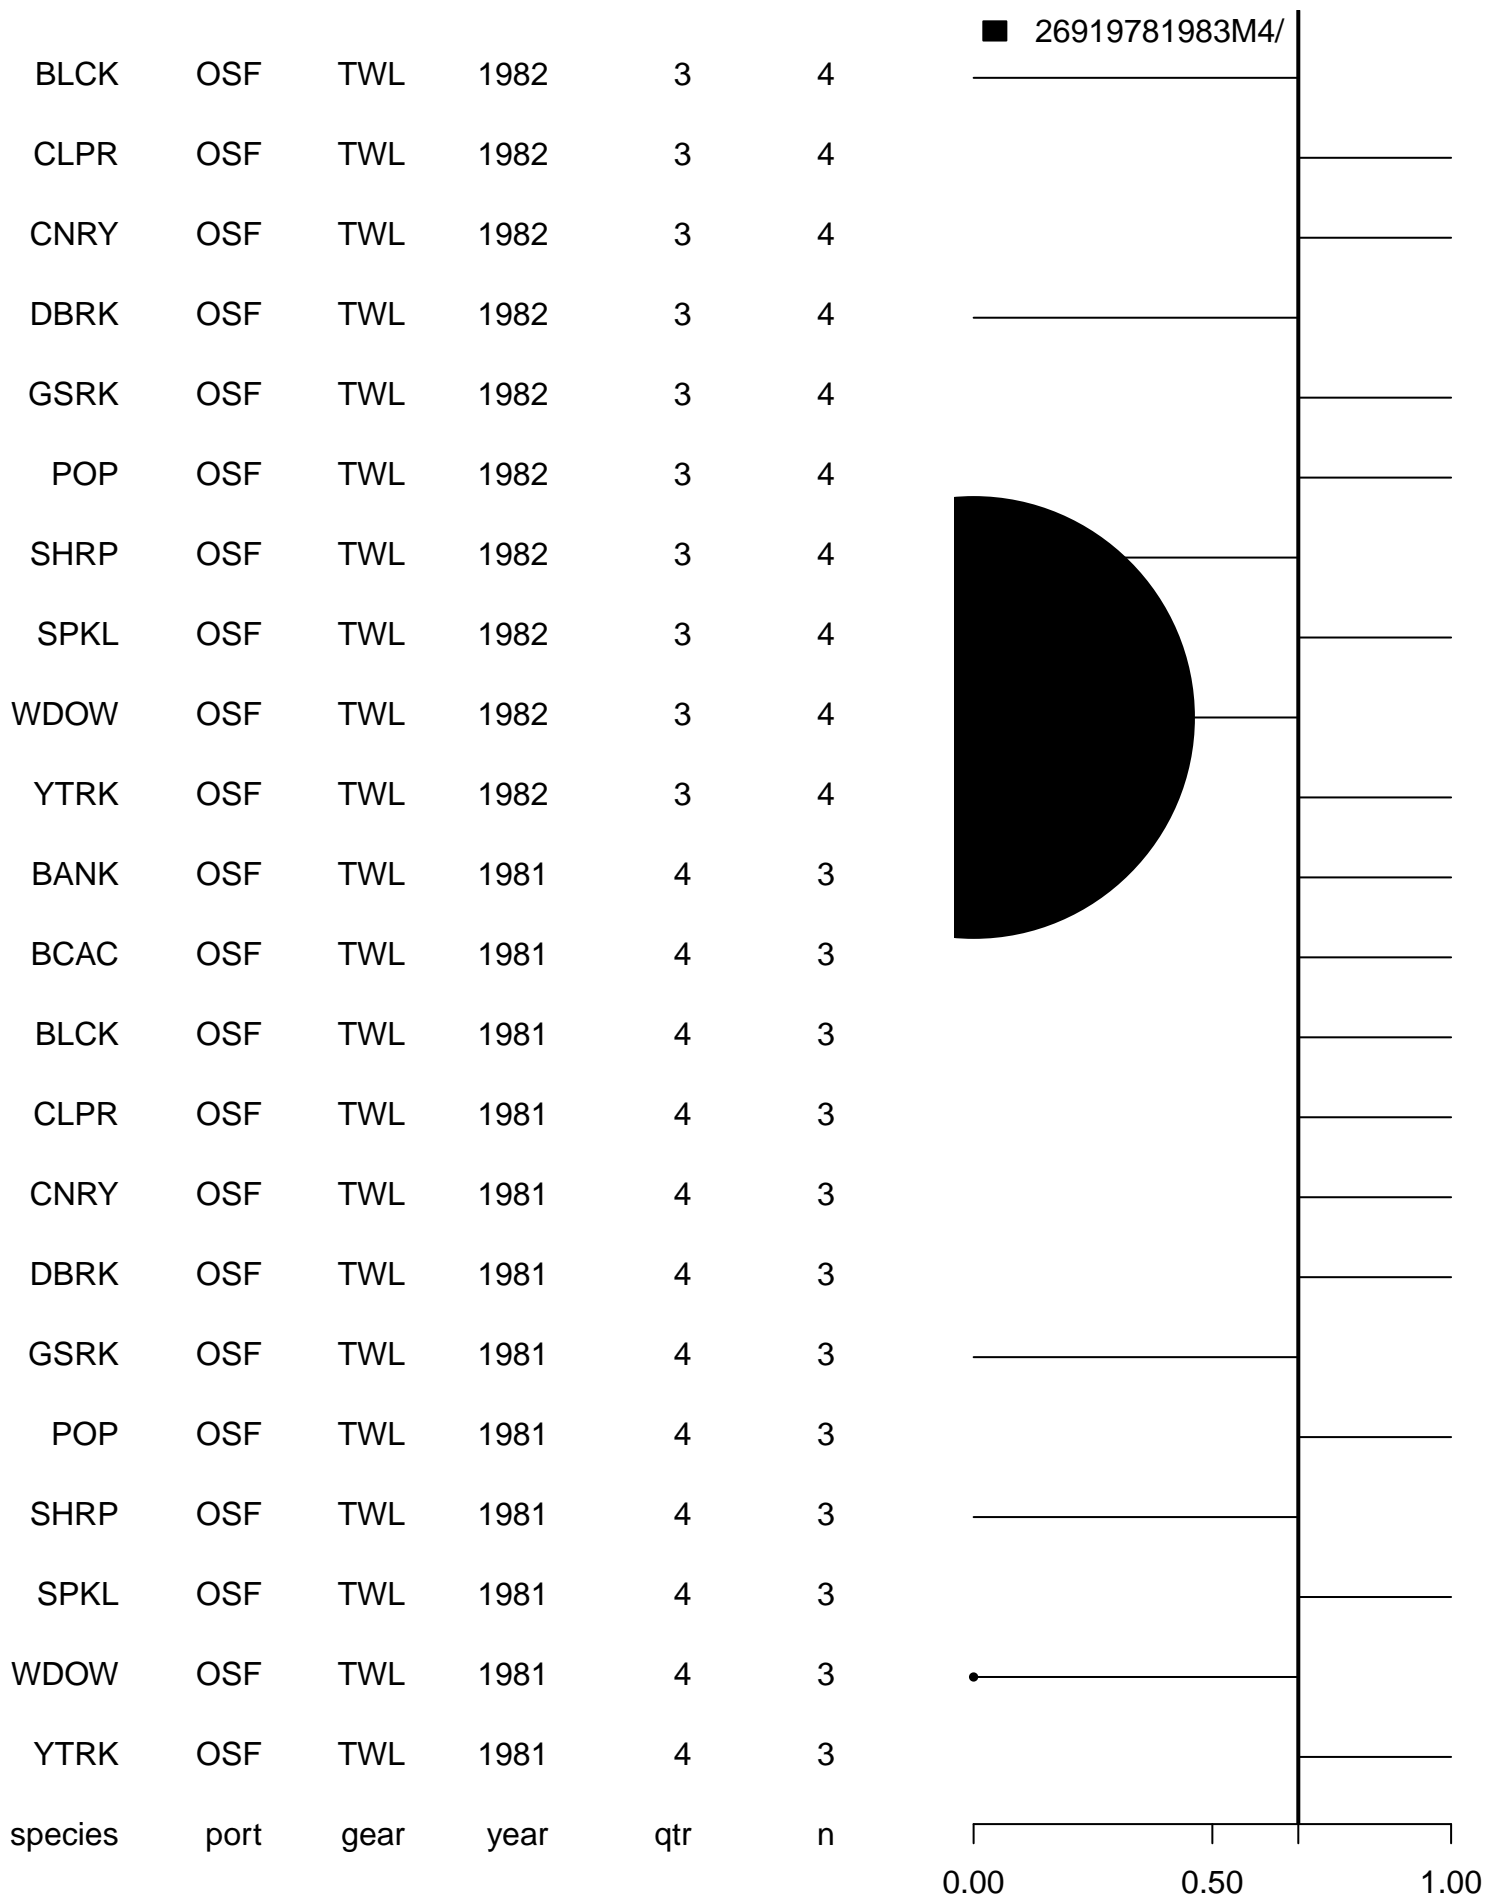 26919781983M4/
BLCK OSF TWL 1982 3 4
CLPR OSF TWL 1982 3 4
CNRY OSF TWL 1982 3 4
DBRK OSF TWL 1982 3 4
GSRK OSF TWL 1982 3 4
POP OSF TWL 1982 3 4
SHRP OSF TWL 1982 3 4
SPKL OSF TWL 1982 3 4
WDOW OSF TWL 1982 3 4
YTRK OSF TWL 1982 3 4
BANK OSF TWL 1981 4 3
BCAC OSF TWL 1981 4 3
BLCK OSF TWL 1981 4 3
CLPR OSF TWL 1981 4 3
CNRY OSF TWL 1981 4 3
DBRK OSF TWL 1981 4 3
GSRK OSF TWL 1981 4 3
POP OSF TWL 1981 4 3
SHRP OSF TWL 1981 4 3
SPKL OSF TWL 1981 4 3
WDOW OSF TWL 1981 4 3
YTRK OSF TWL 1981 4 3
species port gear year qtr n
0.00 0.50 1.00